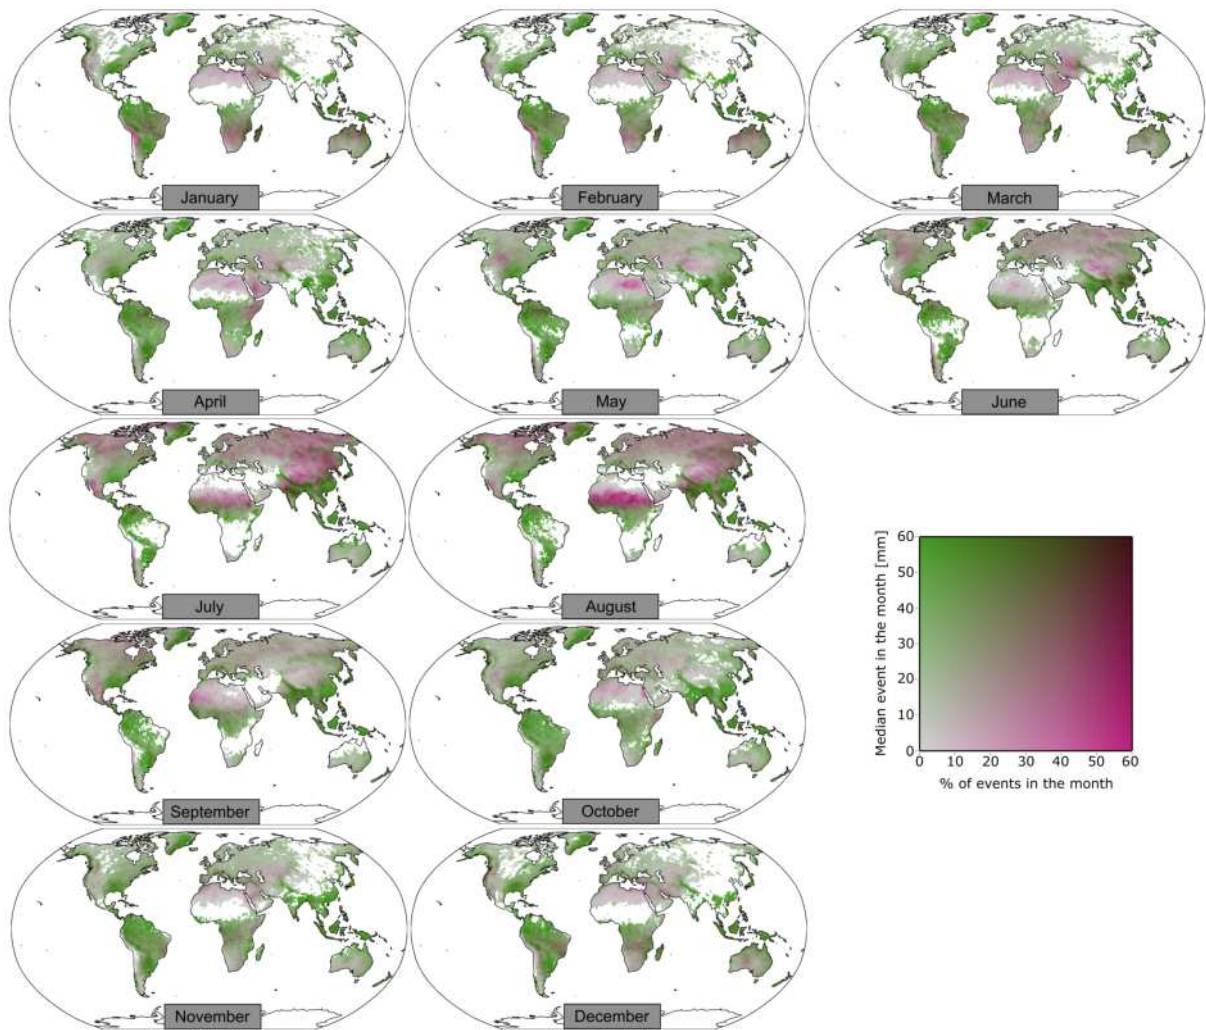 January
February
March
April
May
June
July
August
September
October
November
December
Median event in the month [mm]
60
50
40
30
20
10
0
0 10 20 30 40 50 60
% of events in the month